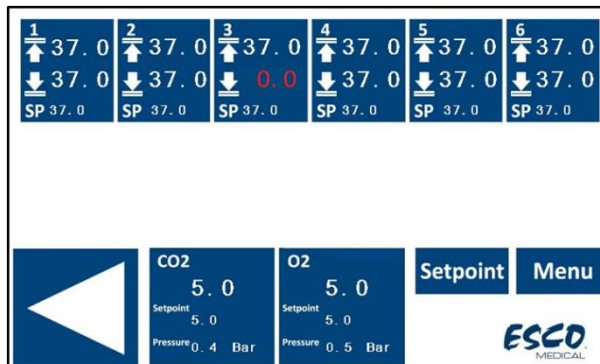 1 2 3 4 5 6
37.0 37.0 37.0 37.0 37.0 37.0
37.0 37.0 0.0 37.0 37.0 37.0
SP 37.0 SP 37.0 SP 37.0 SP 37.0 SP 37.0 SP 37.0
CO2
5.0
Setpoint
5.0
Pressure 0.4 Bar
O2
5.0
Setpoint
5.0
Pressure 0.5 Bar
Setpoint
Menu
ESCO
MEDICAL